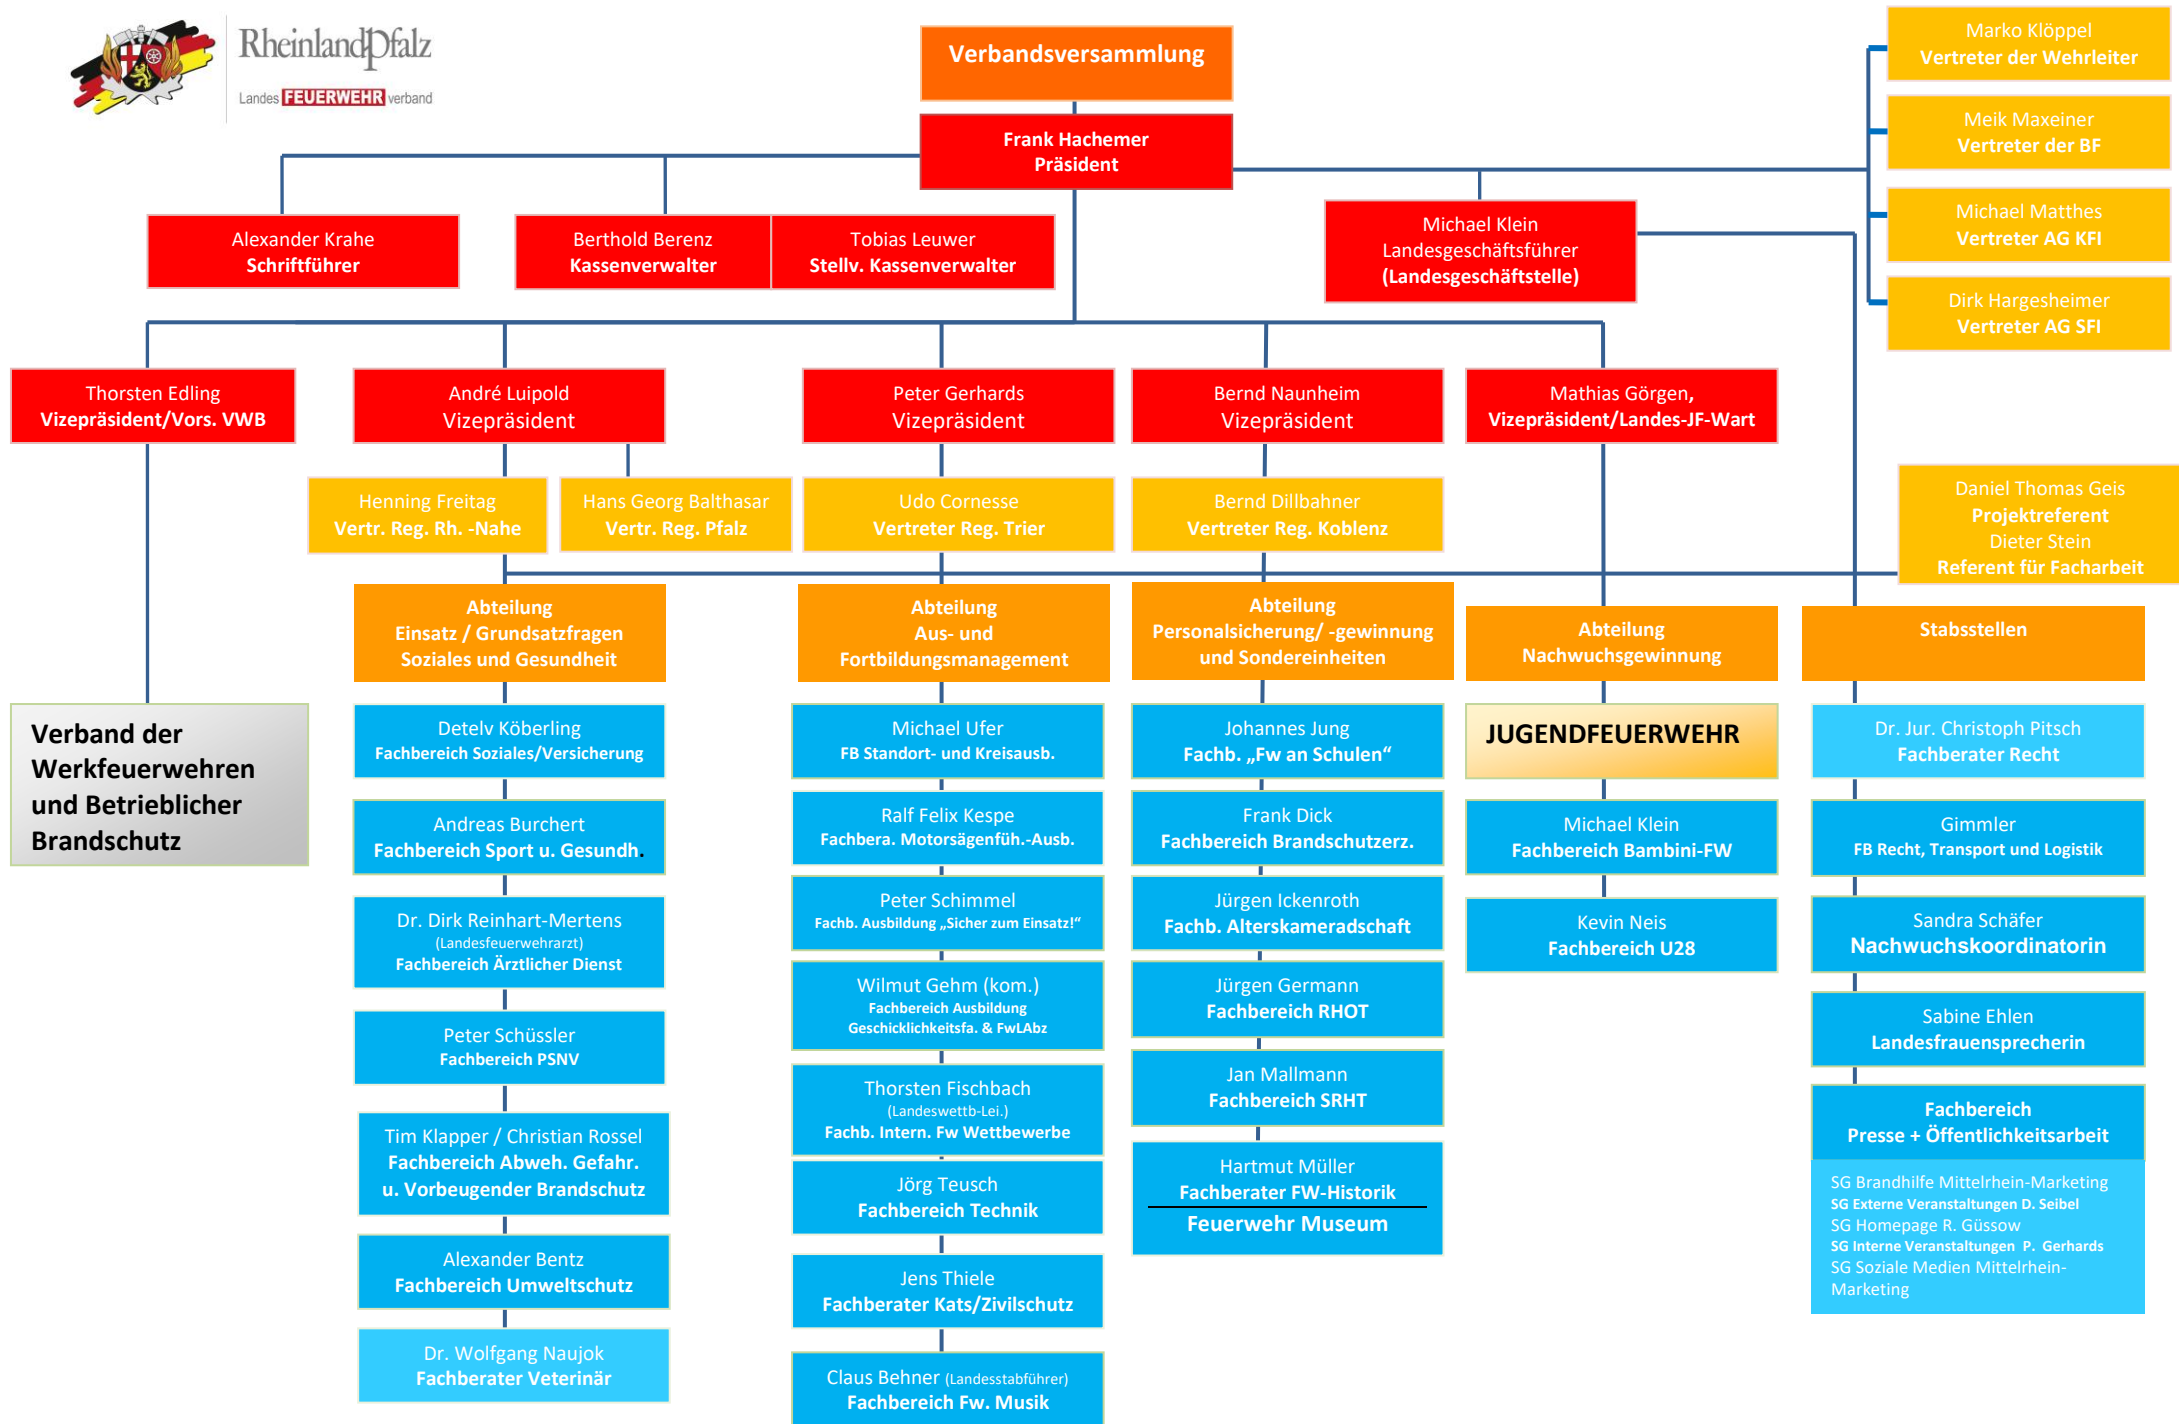 RheinlandPfalz
Landes FEUERWEHR verband
Verbandsversammlung
Frank Hachemer
Präsident
Marko Klöppel
Vertreter der Wehrleiter
Meik Maxeiner
Vertreter der BF
Michael Matthes
Vertreter AG KFI
Dirk Hargesheimer
Vertreter AG SFI
Alexander Krahe
Schriftführer
Berthold Berenz
Kassenverwalter
Tobias Leuwer
Stellv. Kassenverwalter
Michael Klein
Landesgeschäftsführer
(Landesgeschäftstelle)
Thorsten Edling
Vizepräsident/Vors. VWB
André Luipold
Vizepräsident
Peter Gerhards
Vizepräsident
Bernd Naunheim
Vizepräsident
Mathias Görgen,
Vizepräsident/Landes-JF-Wart
Henning Freitag
Vertr. Reg. Rh. -Nahe
Hans Georg Balthasar
Vertr. Reg. Pfalz
Udo Cornesse
Vertreter Reg. Trier
Bernd Dillbahner
Vertreter Reg. Koblenz
Daniel Thomas Geis
Projektreferent
Dieter Stein
Referent für Facharbeit
Verband der
Werkfeuerwehren
und Betrieblicher
Brandschutz
Abteilung
Einsatz / Grundsatzfragen
Soziales und Gesundheit
Detelv Köberling
Fachbereich Soziales/Versicherung
Andreas Burchert
Fachbereich Sport u. Gesundh.
Dr. Dirk Reinhart-Mertens
(Landesfeuerwehrarzt)
Fachbereich Ärztlicher Dienst
Peter Schüssler
Fachbereich PSNV
Tim Klapper / Christian Rossel
Fachbereich Abweh. Gefahr.
u. Vorbeugender Brandschutz
Alexander Bentz
Fachbereich Umweltschutz
Dr. Wolfgang Naujok
Fachberater Veterinär
Abteilung
Aus- und
Fortbildungsmanagement
Michael Ufer
FB Standort- und Kreisausb.
Ralf Felix Kespe
Fachbera. Motorsägenfüh.-Ausb.
Peter Schimmel
Fachb. Ausbildung „Sicher zum Einsatz!“
Wilmut Gehm (kom.)
Fachbereich Ausbildung
Geschicklichkeitsfa. & FwLAbz
Thorsten Fischbach
(Landeswettb-Lei.)
Fachb. Intern. Fw Wettbewerbe
Jörg Teusch
Fachbereich Technik
Jens Thiele
Fachberater Kats/Zivilschutz
Claus Behner (Landesstabführer)
Fachbereich Fw. Musik
Abteilung
Personalsicherung/ -gewinnung
und Sondereinheiten
Johannes Jung
Fachb. „Fw an Schulen“
Frank Dick
Fachbereich Brandschutzerz.
Jürgen Ickenroth
Fachb. Alterskameradschaft
Jürgen Germann
Fachbereich RHOT
Jan Mallmann
Fachbereich SRHT
Hartmut Müller
Fachberater FW-Historik
Feuerwehr Museum
Abteilung
Nachwuchsgewinnung
JUGENDFEUERWEHR
Michael Klein
Fachbereich Bambini-FW
Kevin Neis
Fachbereich U28
Stabsstellen
Dr. Jur. Christoph Pitsch
Fachberater Recht
Gimmler
FB Recht, Transport und Logistik
Sandra Schäfer
Nachwuchskoordinatorin
Sabine Ehlen
Landesfrauensprecherin
Fachbereich
Presse + Öffentlichkeitsarbeit
SG Brandhilfe Mittelrhein-Marketing
SG Externe Veranstaltungen D. Seibel
SG Homepage R. Güssow
SG Interne Veranstaltungen P. Gerhards
SG Soziale Medien Mittelrhein-
Marketing